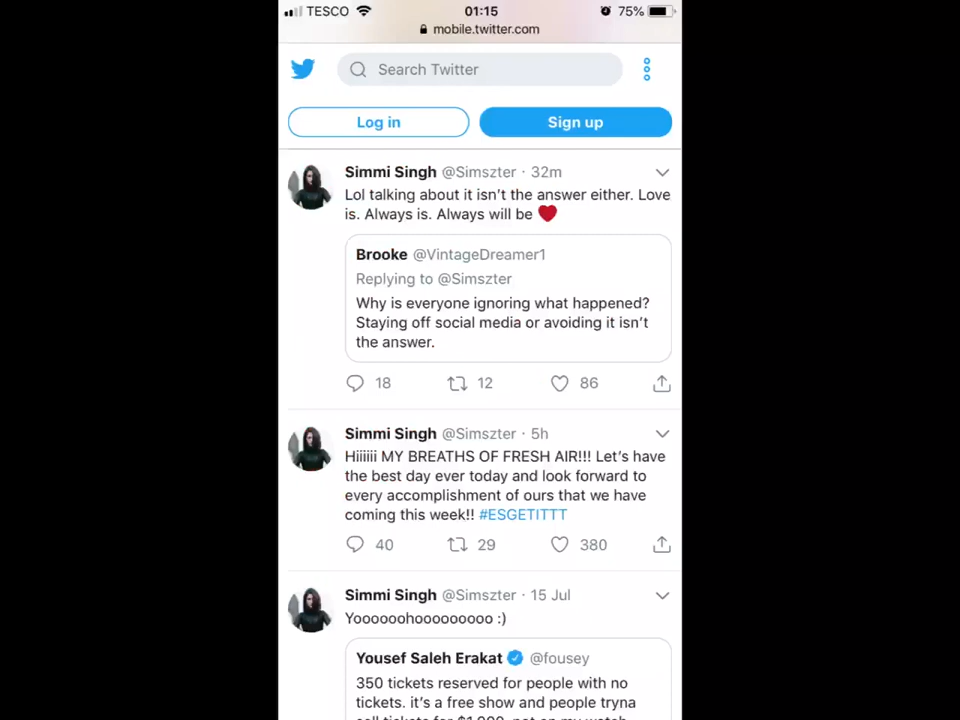 TESCO 01:15 75%
mobile.twitter.com
Search Twitter
Log in Sign up
Simmi Singh @Simszter · 32m
Lol talking about it isn't the answer either. Love
is. Always is. Always will be ❤️
Brooke @VintageDreamer1
Replying to @Simszter
Why is everyone ignoring what happened?
Staying off social media or avoiding it isn't
the answer.
18 12 86
Simmi Singh @Simszter · 5h
Hiiiiii MY BREATHS OF FRESH AIR!!! Let's have
the best day ever today and look forward to
every accomplishment of ours that we have
coming this week!! #ESGETITTT
40 29 380
Simmi Singh @Simszter · 15 Jul
Yoooooohooooooooo :)
Yousef Saleh Erakat @fousey
350 tickets reserved for people with no
tickets. it's a free show and people tryna
sell tickets for $1,000. not on my watch